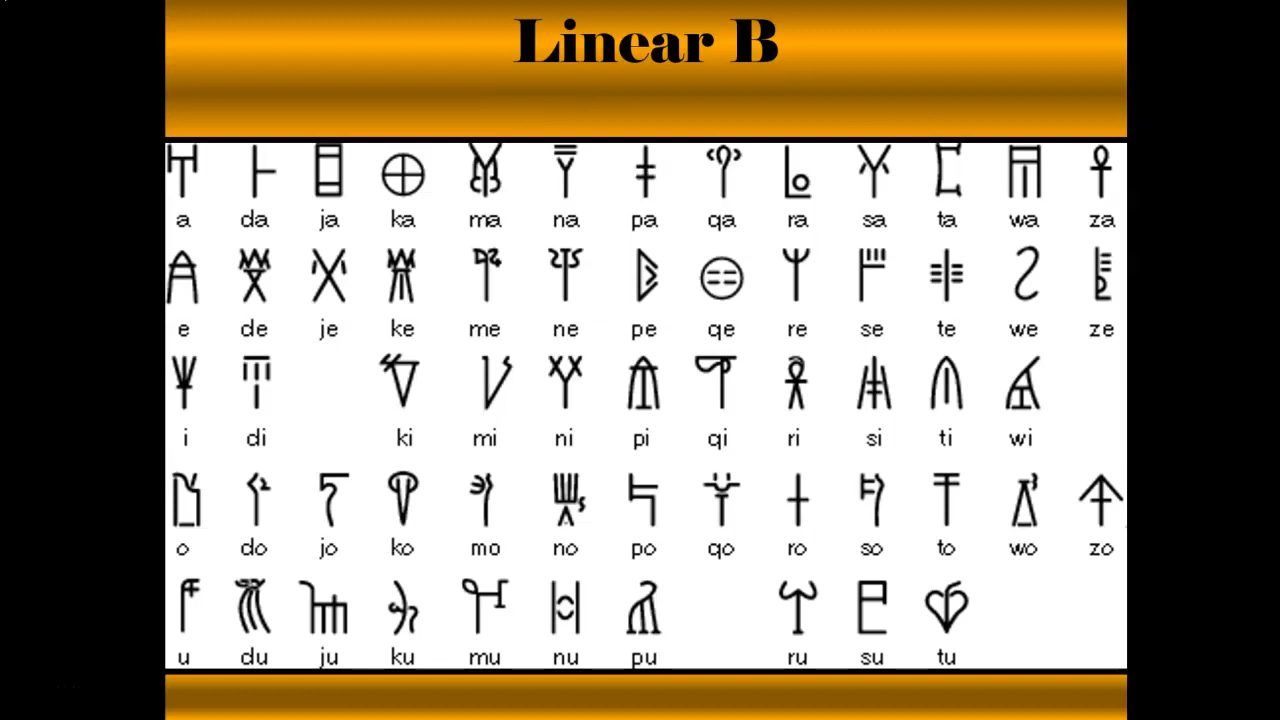 Linear B
𐀀 𐀅 𐀊 𐀏 𐀔 𐀙 𐀞 𐀣 𐀨 𐀭 𐀲 𐀷 𐀼
a da ja ka ma na pa qa ra sa ta wa za
𐀁 𐀆 𐀋 𐀐 𐀕 𐀚 𐀟 𐀤 𐀩 𐀮 𐀳 𐀸 𐀽
e de je ke me ne pe qe re se te we ze
𐀂 𐀇 𐀑 𐀖 𐀛 𐀠 𐀥 𐀪 𐀯 𐀴 𐀹
i di ki mi ni pi qi ri si ti wi
𐀃 𐀈 𐀍 𐀒 𐀗 𐀜 𐀡 𐀦 𐀫 𐀰 𐀵 𐀺 𐀿
o do jo ko mo no po qo ro so to wo zo
𐀄 𐀉 𐀎 𐀓 𐀘 𐀝 𐀢 𐀬 𐀱 𐀶
u du ju ku mu nu pu ru su tu